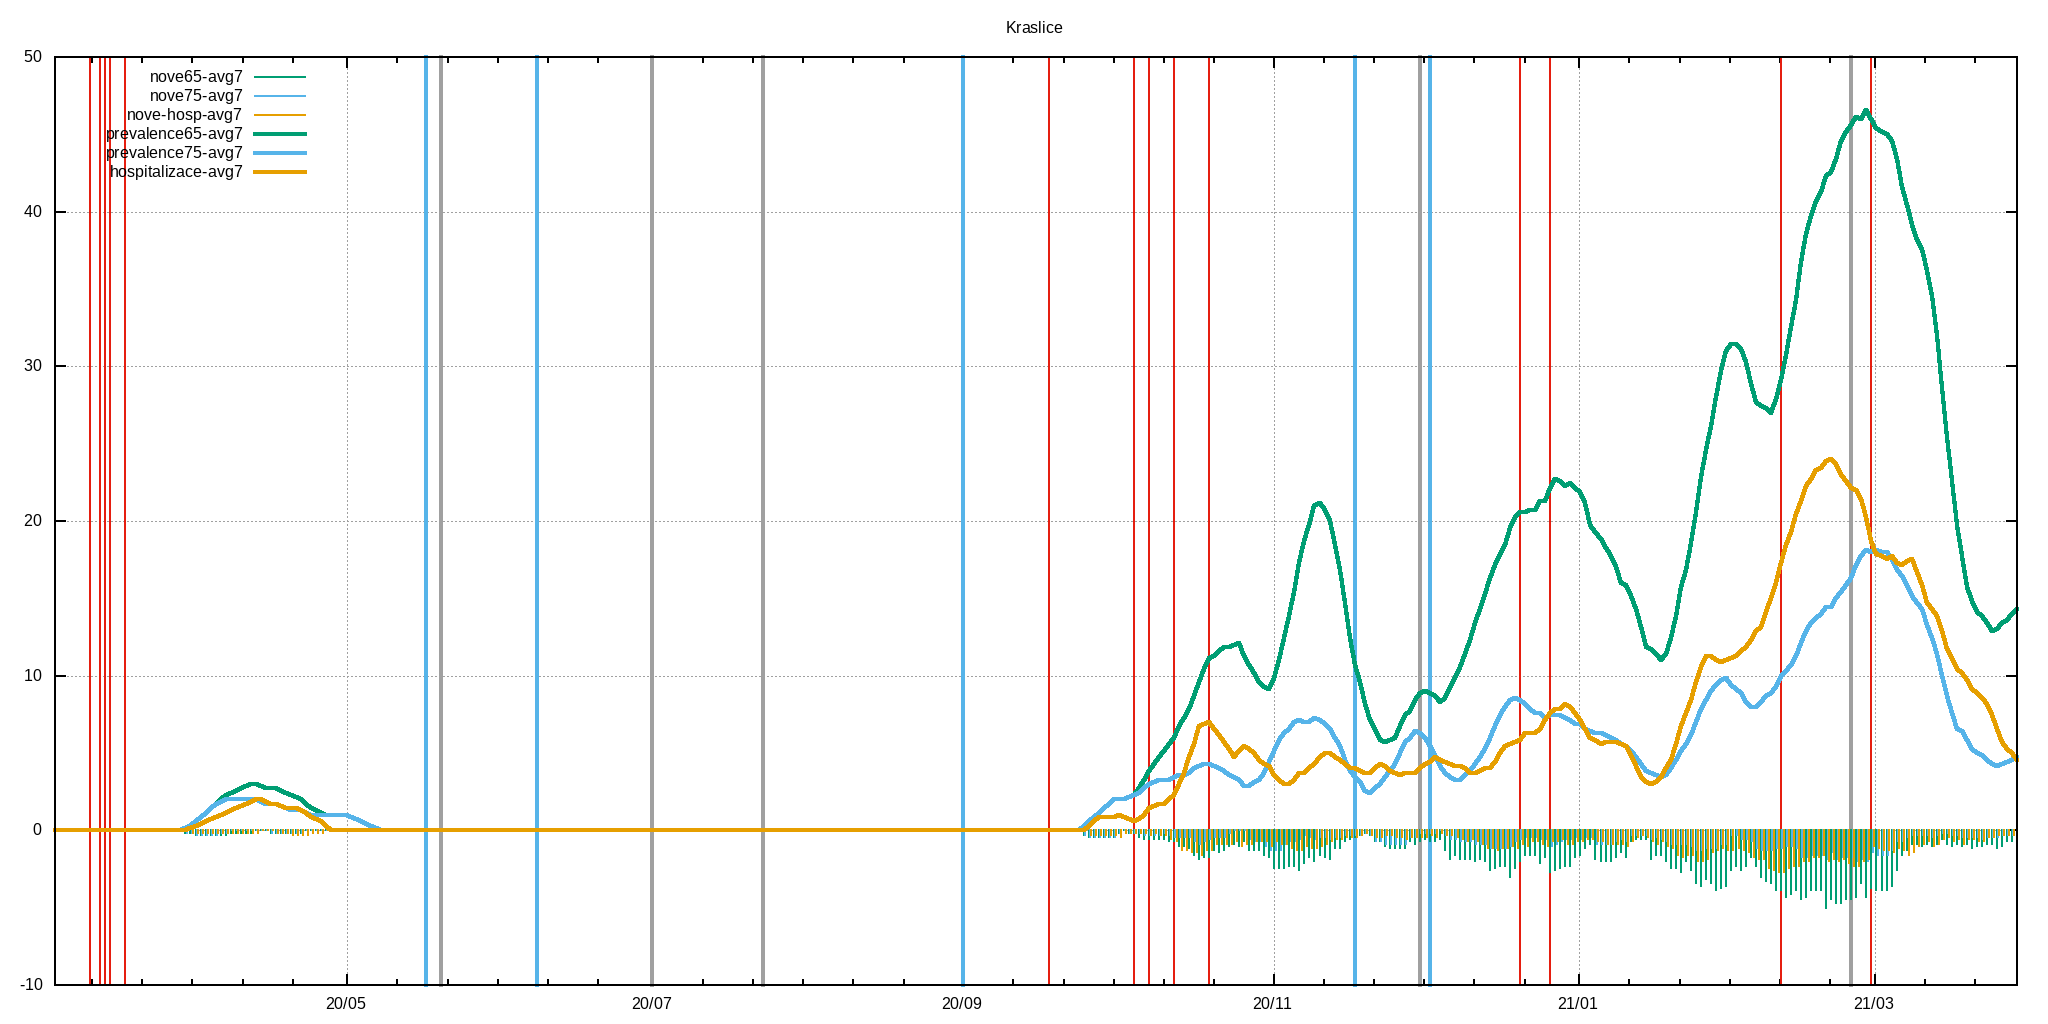 Kraslice
50
nove65-avg7
nove75-avg7
nove-hosp-avg7
prevalence65-avg7
prevalence75-avg7
hospitalizace-avg7
40
30
20
10
0
-10
20/05 20/07 20/09 20/11 21/01 21/03